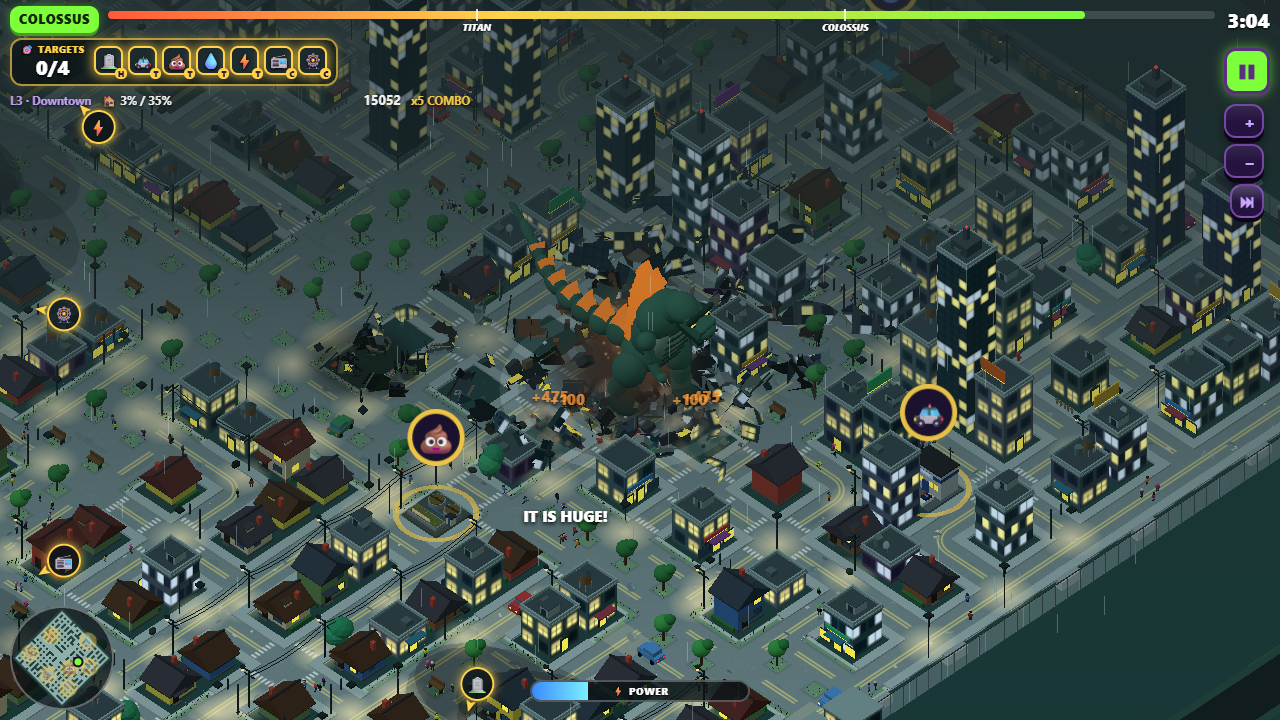 COLOSSUS
TITAN
COLOSSUS
3:04
TARGETS
0/4
H
T
T
T
T
C
C
L3 · Downtown 3% / 35%
15052 x5 COMBO
+
−
+100
IT IS HUGE!
POWER